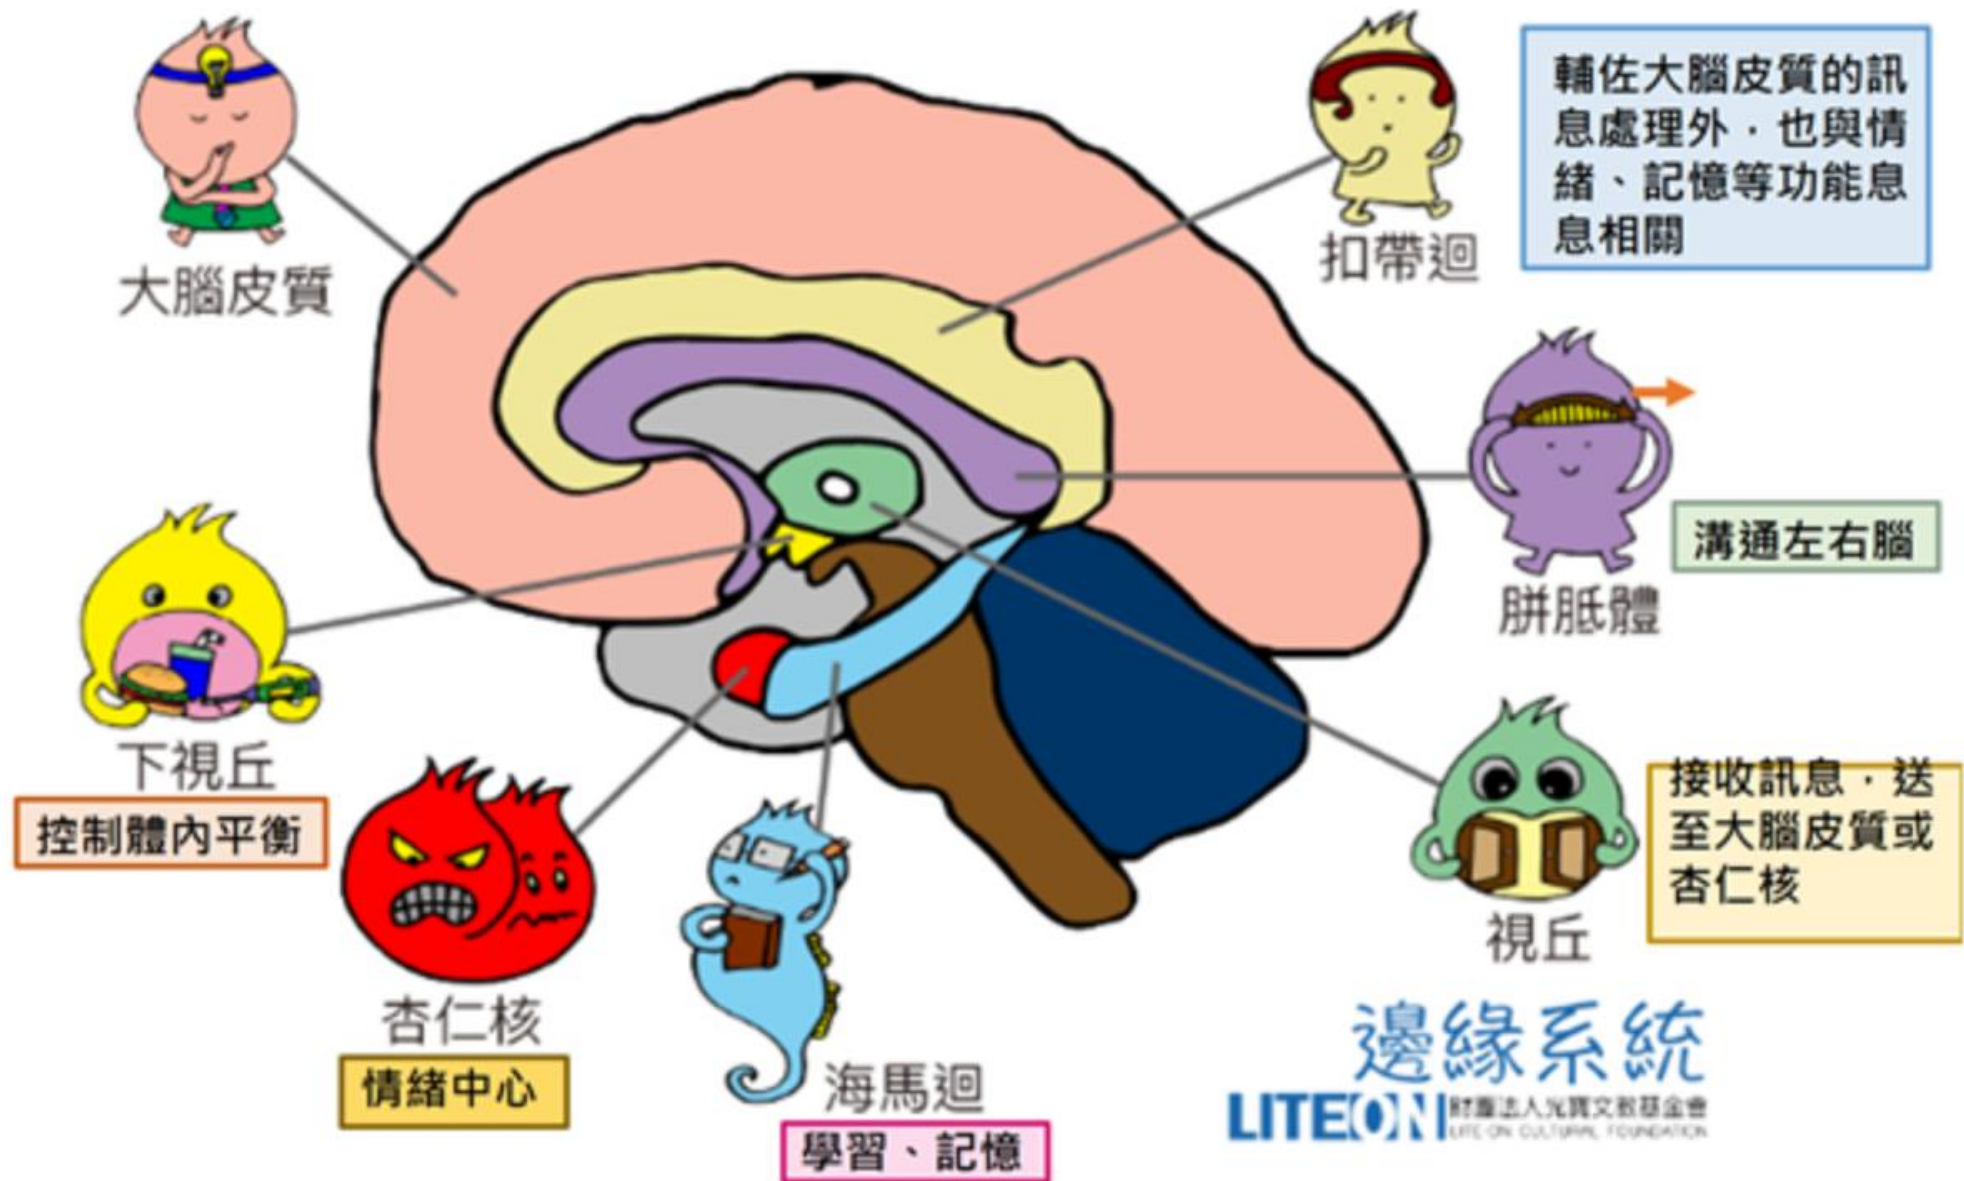 大腦皮質
扣帶迴
輔佐大腦皮質的訊
息處理外，也與情
緒、記憶等功能息
息相關
胼胝體
溝通左右腦
下視丘
控制體內平衡
杏仁核
情緒中心
海馬迴
學習、記憶
視丘
接收訊息，送
至大腦皮質或
杏仁核
邊緣系統
LITEON
財團法人光寶文教基金會
LITE-ON CULTURAL FOUNDATION